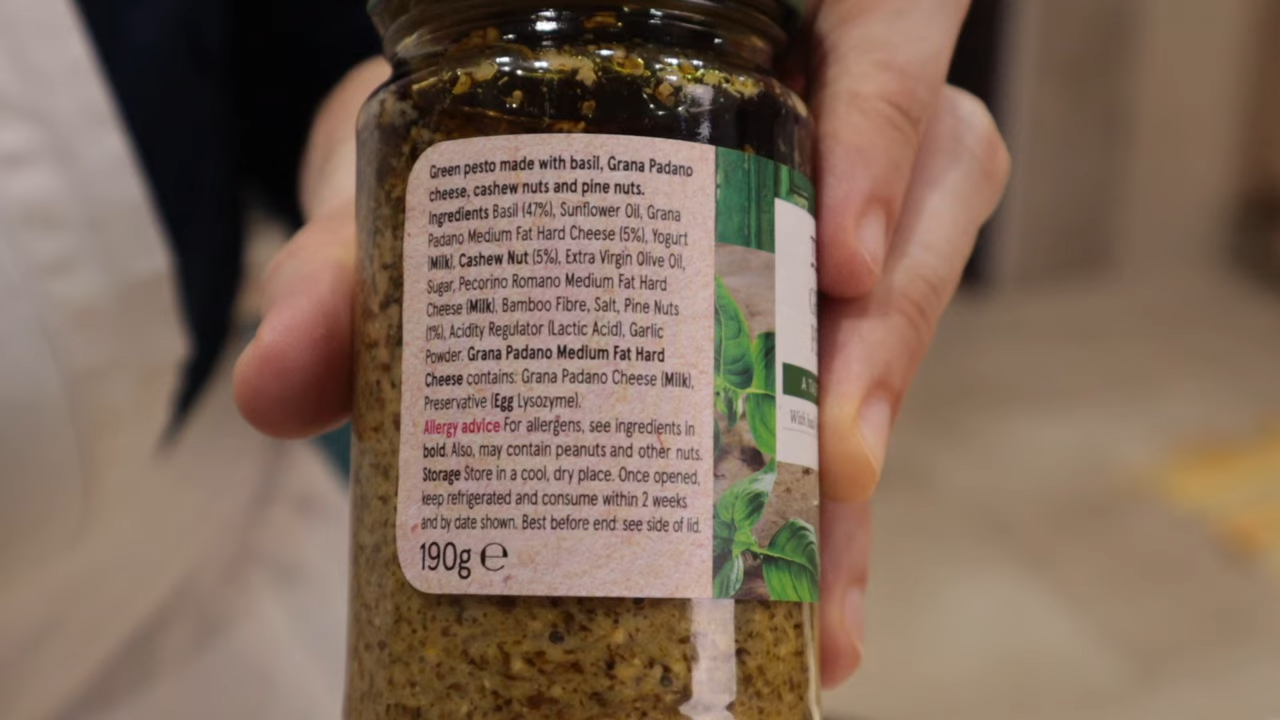 Green pesto made with basil, Grana Padano
cheese, cashew nuts and pine nuts.
Ingredients Basil (47%), Sunflower Oil, Grana
Padano Medium Fat Hard Cheese (5%), Yogurt
(Milk), Cashew Nut (5%), Extra Virgin Olive Oil,
Sugar, Pecorino Romano Medium Fat Hard
Cheese (Milk), Bamboo Fibre, Salt, Pine Nuts
(1%), Acidity Regulator (Lactic Acid), Garlic
Powder. Grana Padano Medium Fat Hard
Cheese contains: Grana Padano Cheese (Milk),
Preservative (Egg Lysozyme).
Allergy advice For allergens, see ingredients in
bold. Also, may contain peanuts and other nuts.
Storage Store in a cool, dry place. Once opened,
keep refrigerated and consume within 2 weeks
and by date shown. Best before end: see side of lid.
190g ℮
A
With